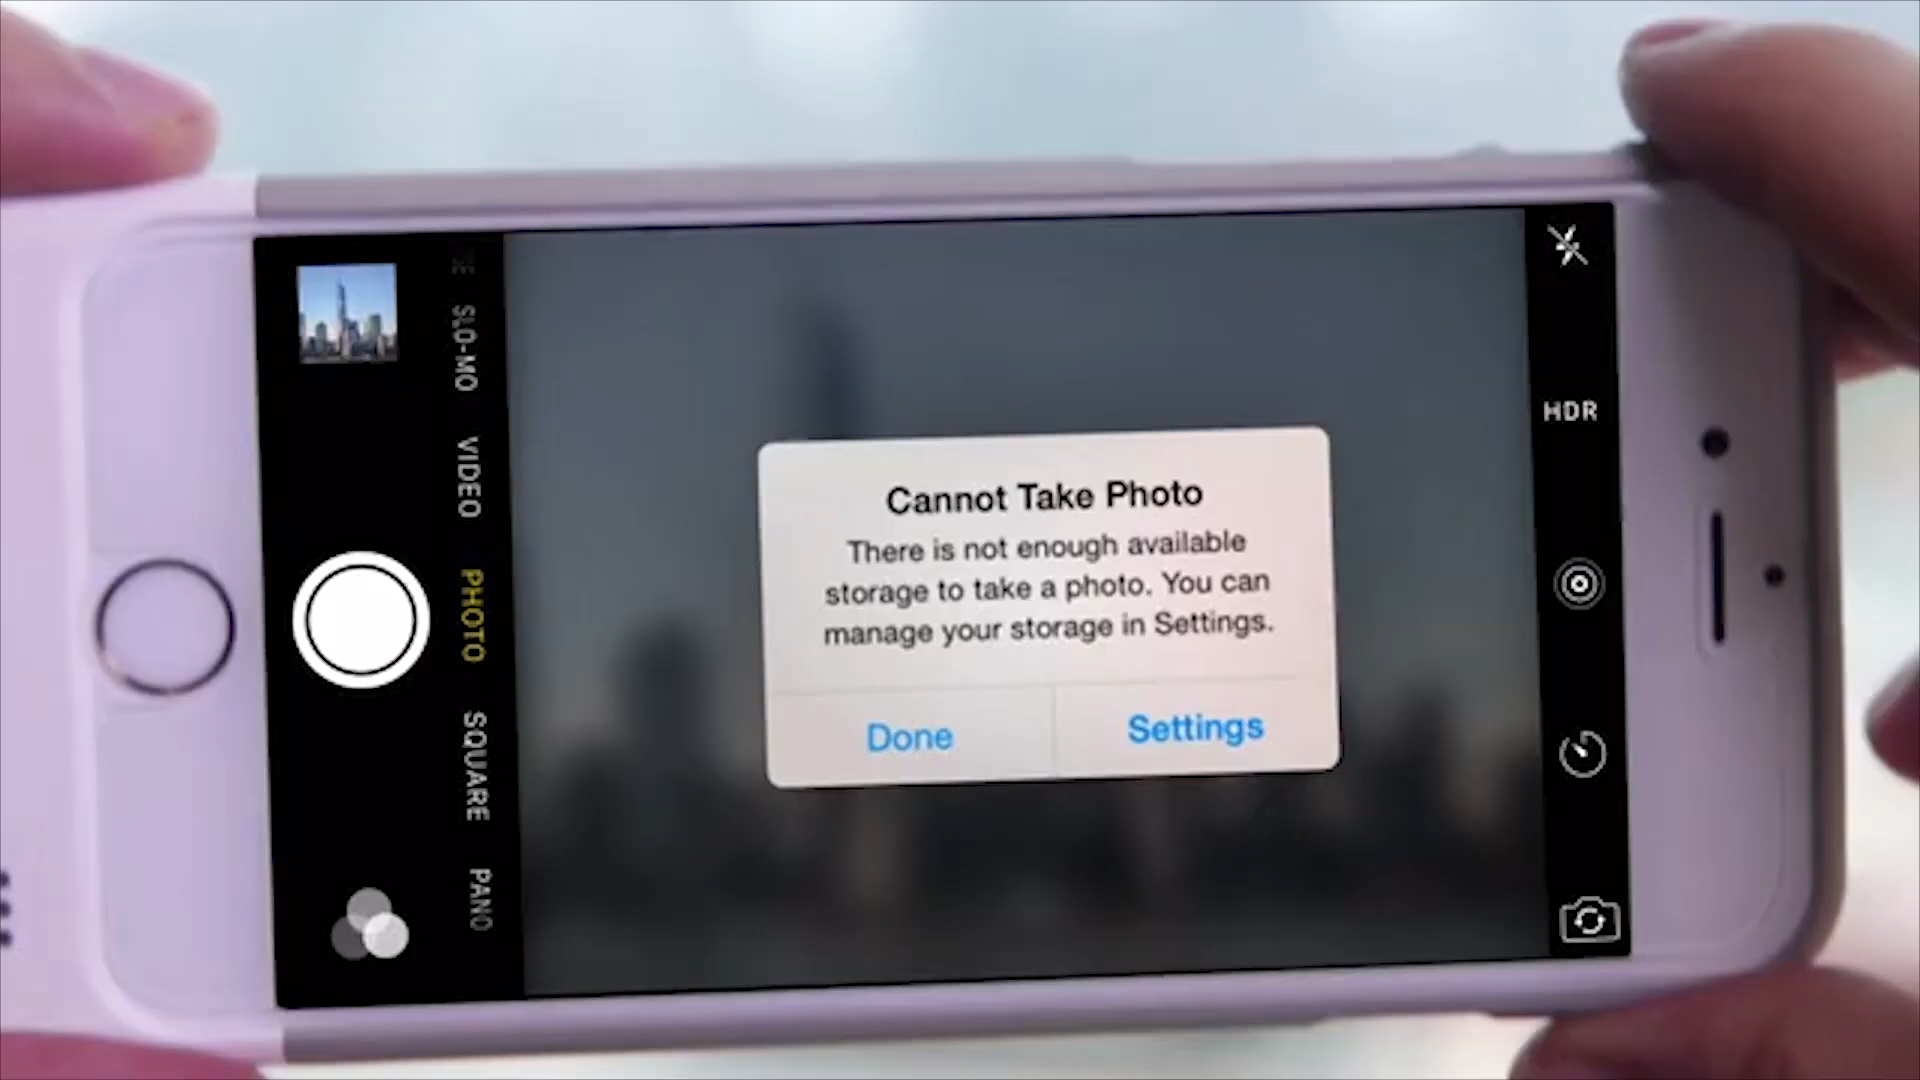 SLO-MO
VIDEO
PHOTO
SQUARE
PANO
Cannot Take Photo
There is not enough available
storage to take a photo. You can
manage your storage in Settings.
Done
Settings
HDR